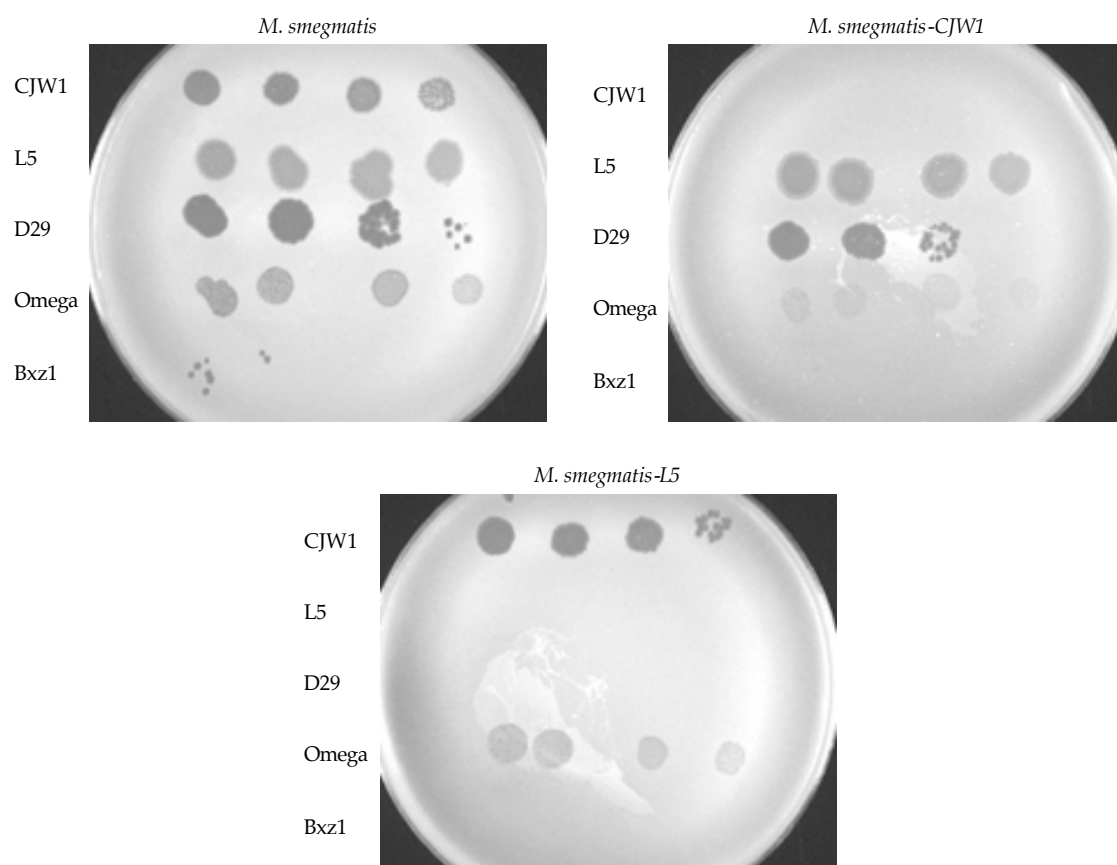 M. smegmatis
CJW1
L5
D29
Omega
Bxz1
M. smegmatis-CJW1
CJW1
L5
D29
Omega
Bxz1
M. smegmatis-L5
CJW1
L5
D29
Omega
Bxz1